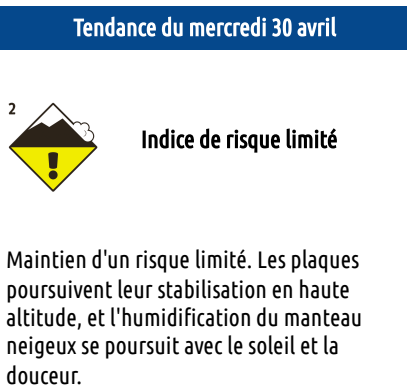 Tendance du mercredi 30 avril
2
Indice de risque limité
Maintien d'un risque limité. Les plaques
poursuivent leur stabilisation en haute
altitude, et l'humidification du manteau
neigeux se poursuit avec le soleil et la
douceur.